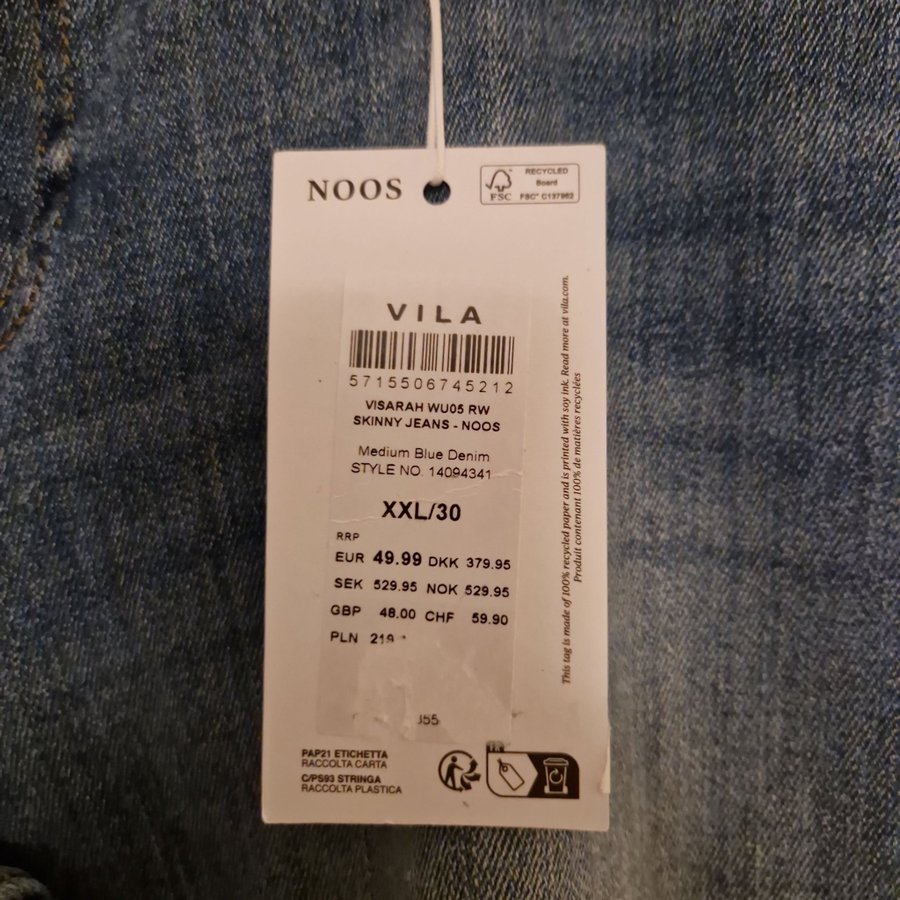 NOOS
FSC
RECYCLED
Board
FSC® C137982
VILA
5715506745212
VISARAH WU05 RW
SKINNY JEANS - NOOS
Medium Blue Denim
STYLE NO. 14094341
XXL/30
RRP
EUR 49.99 DKK 379.95
SEK 529.95 NOK 529.95
GBP 48.00 CHF 59.90
PLN 219
PAP21 ETICHETTA
RACCOLTA CARTA
C/PS93 STRINGA
RACCOLTA PLASTICA
FR
This tag is made of 100% recycled paper and is printed with soy ink. Read more at vila.com.
Produit contenant 100% de matières recyclées